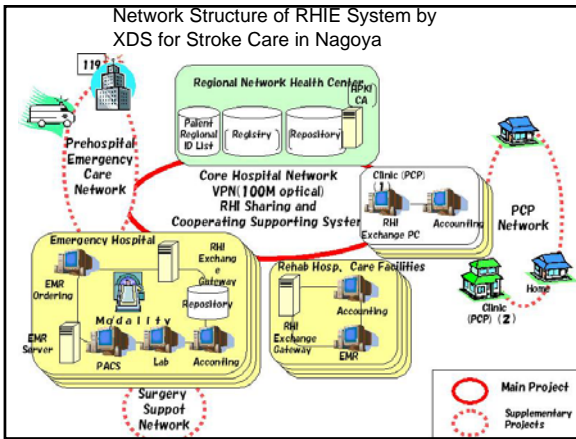 Network Structure of RHIE System by
XDS for Stroke Care in Nagoya
119
Regional Network Health Center
HPKI
CA
Patient
Regional
ID List
Registry
Repository
Prehospital
Emergency
Care Network
Core Hospital Network
VPN(100M optical)
RHI Sharing and
Cooperating Supporting System
Clinic (PCP)
(1)
RHI
Exchange PC
Accounting
PCP
Network
Home
Clinic
(PCP) (2)
Emergency Hospital
RHI
Exchang
e
Gateway
EMR
Ordering
Repository
Modality
EMR
Server
PACS
Lab
Accounting
Rehab Hosp., Care Facilities
Accounting
RHI
Exchange
Gateway
EMR
Surgery
Suppot
Network
Main Project
Supplementary
Projects